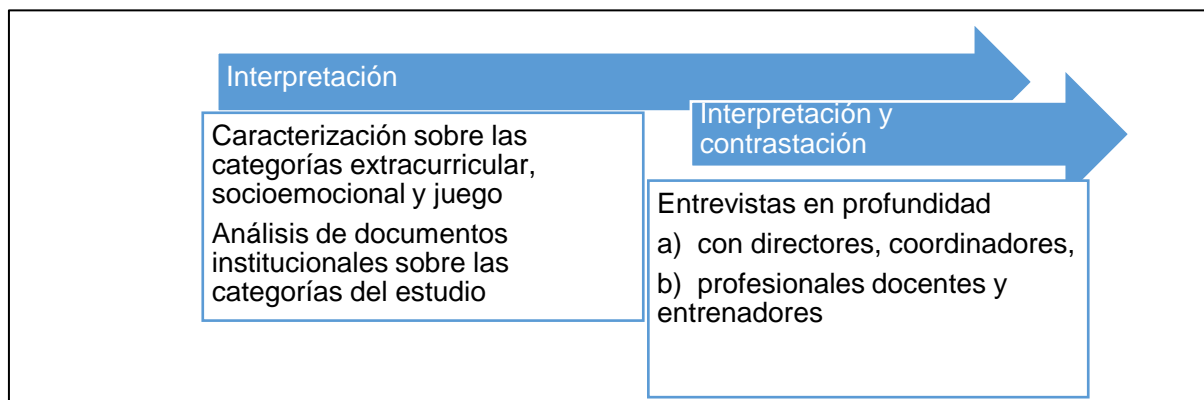 Interpretación
Caracterización sobre las
categorías extracurricular,
socioemocional y juego
Análisis de documentos
institucionales sobre las
categorías del estudio
Interpretación y
contrastación
Entrevistas en profundidad
a) con directores, coordinadores,
b) profesionales docentes y
entrenadores